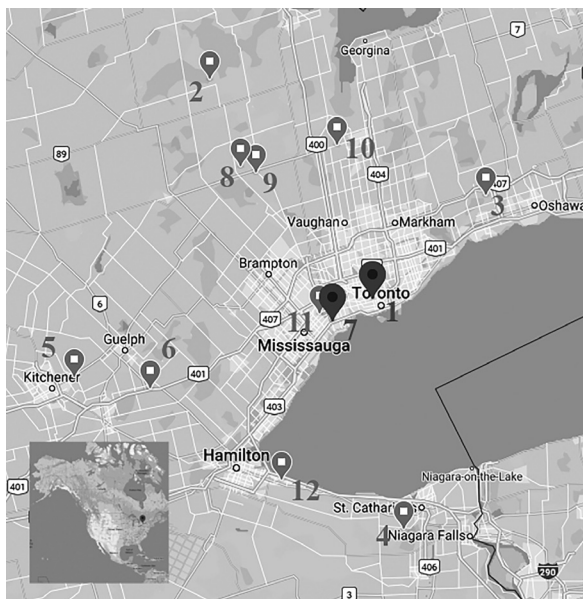 Georgina
7
2
400
10
89
8
9
404
407
3
Oshawa
Vaughan
Markham
401
Brampton
Toronto
6
407
11
1
7
Mississauga
Guelph
5
6
Kitchener
401
403
Hamilton
Niagara-on-the-Lake
401
12
St. Catharines
4
Niagara Falls
406
290
3